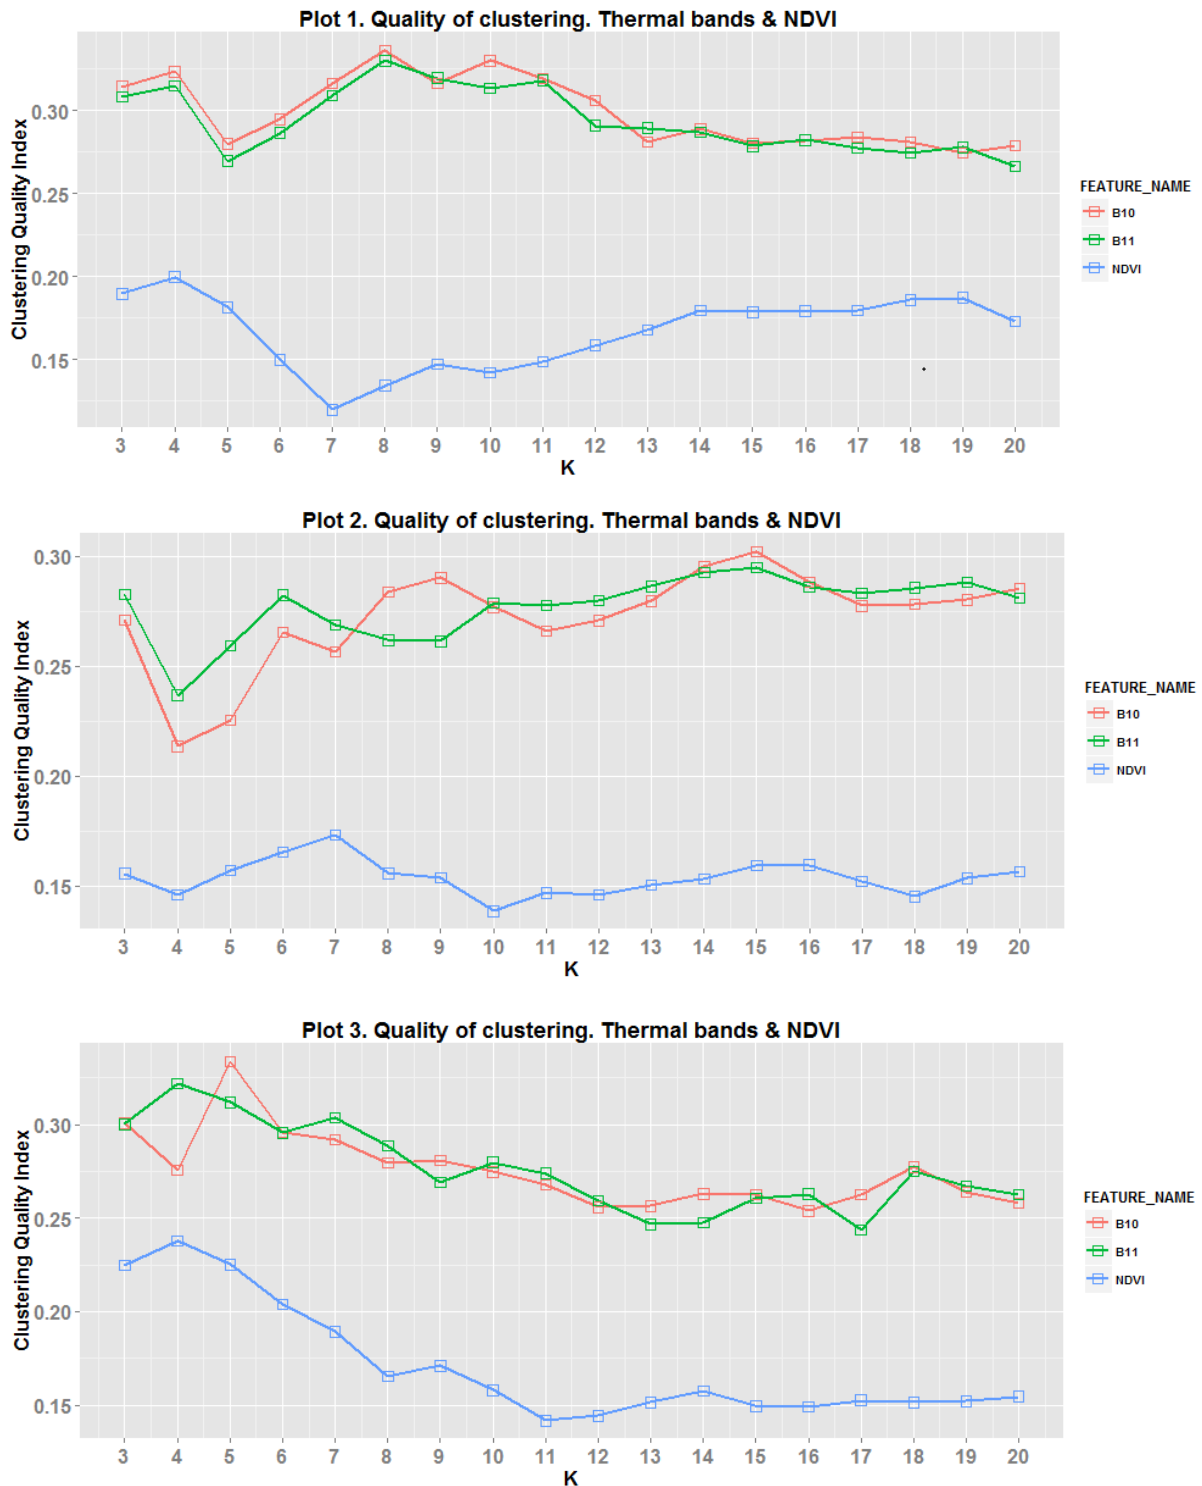 Plot 1. Quality of clustering. Thermal bands & NDVI
Clustering Quality Index
0.30
0.25
0.20
0.15
3 4 5 6 7 8 9 10 11 12 13 14 15 16 17 18 19 20
K
FEATURE_NAME
B10
B11
NDVI
Plot 2. Quality of clustering. Thermal bands & NDVI
Clustering Quality Index
0.30
0.25
0.20
0.15
3 4 5 6 7 8 9 10 11 12 13 14 15 16 17 18 19 20
K
FEATURE_NAME
B10
B11
NDVI
Plot 3. Quality of clustering. Thermal bands & NDVI
Clustering Quality Index
0.30
0.25
0.20
0.15
3 4 5 6 7 8 9 10 11 12 13 14 15 16 17 18 19 20
K
FEATURE_NAME
B10
B11
NDVI